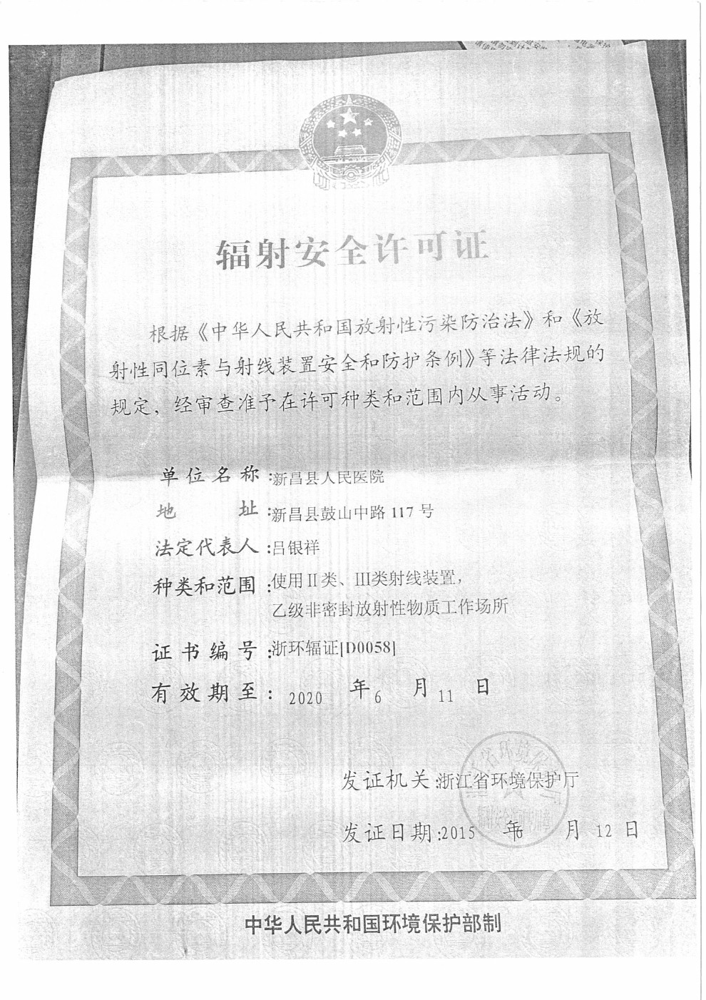 辐射安全许可证
根据《中华人民共和国放射性污染防治法》和《放
射性同位素与射线装置安全和防护条例》等法律法规的
规定，经审查准予在许可种类和范围内从事活动。
单位名称:新昌县人民医院
地址:新昌县鼓山中路 117 号
法定代表人:吕银祥
种类和范围:使用II类、III类射线装置，
乙级非密封放射性物质工作场所
证书编号:浙环辐证[D0058]
有效期至: 2020 年 6 月 11 日
发证机关:浙江省环境保护厅
发证日期:2015 年 6 月 12 日
中华人民共和国环境保护部制